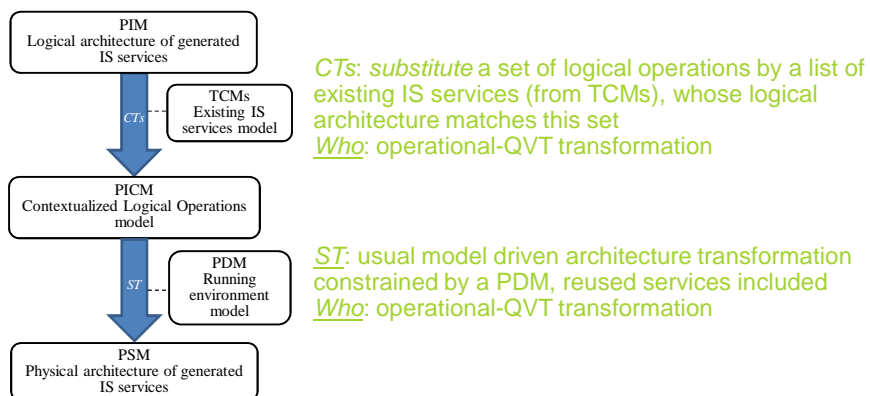 PIM
Logical architecture of generated
IS services
CTs: substitute a set of logical operations by a list of
existing IS services (from TCMs), whose logical
architecture matches this set
Who: operational-QVT transformation
TCMs
Existing IS
services model
CTs
PICM
Contextualized Logical Operations
model
ST: usual model driven architecture transformation
constrained by a PDM, reused services included
Who: operational-QVT transformation
PDM
Running
environment
model
ST
PSM
Physical architecture of generated
IS services